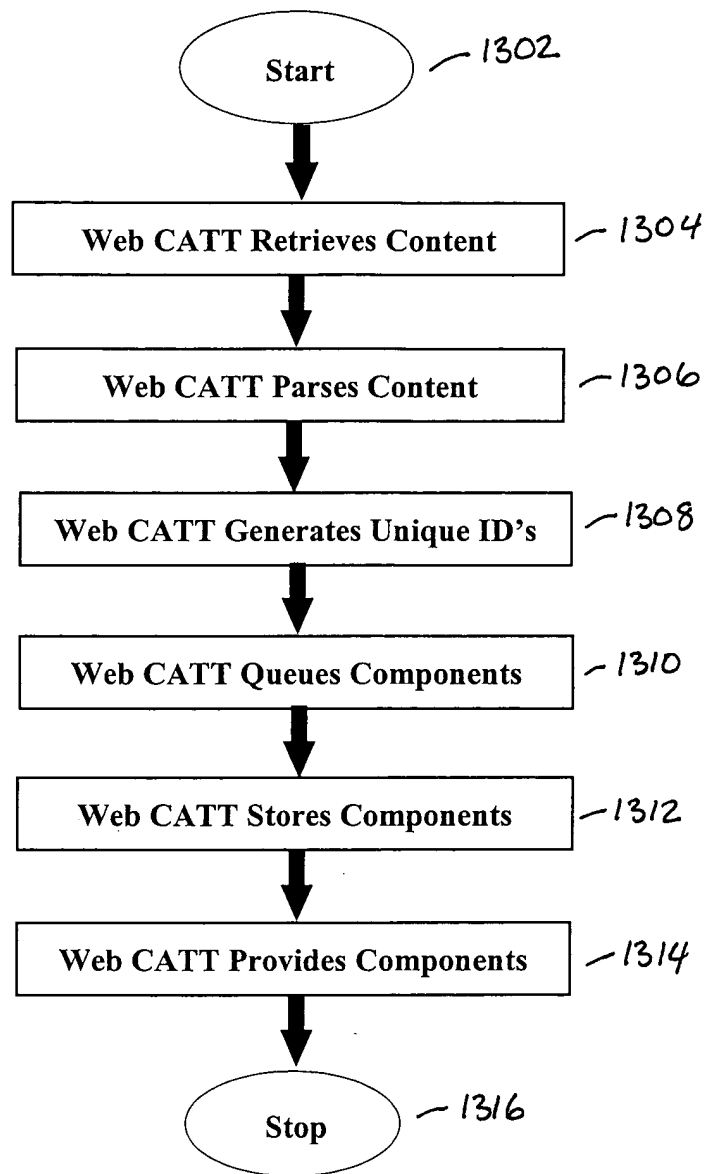 Start 1302
Web CATT Retrieves Content 1304
Web CATT Parses Content 1306
Web CATT Generates Unique ID's 1308
Web CATT Queues Components 1310
Web CATT Stores Components 1312
Web CATT Provides Components 1314
Stop 1316